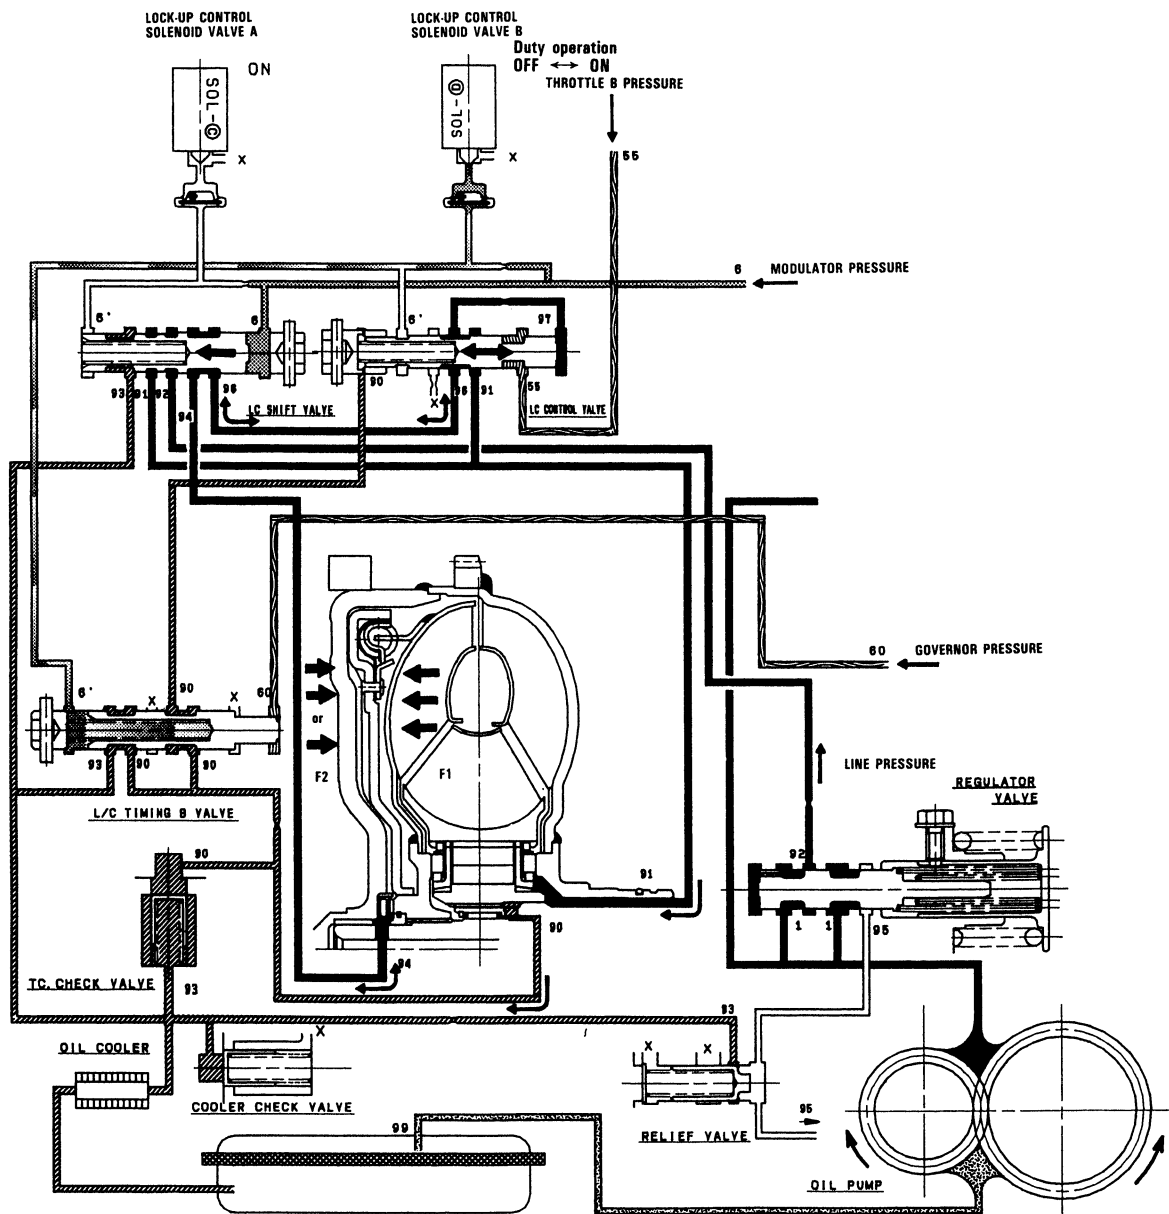 LOCK-UP CONTROL
SOLENOID VALVE A
ON
SOL-C
X
LOCK-UP CONTROL
SOLENOID VALVE B
Duty operation
OFF ↔ ON
THROTTLE B PRESSURE
SOL-D
X
55
6
MODULATOR PRESSURE
6'
6
6'
97
93
91
92
94
96
LC SHIFT VALVE
90
X
96
91
55
LC CONTROL VALVE
60
GOVERNOR PRESSURE
6'
X
90
X
60
93
90
90
L/C TIMING B VALVE
or
F2
F1
LINE PRESSURE
REGULATOR
VALVE
92
1
1
95
90
91
90
94
TC. CHECK VALVE
93
93
OIL COOLER
X
COOLER CHECK VALVE
X
X
RELIEF VALVE
95
99
OIL PUMP